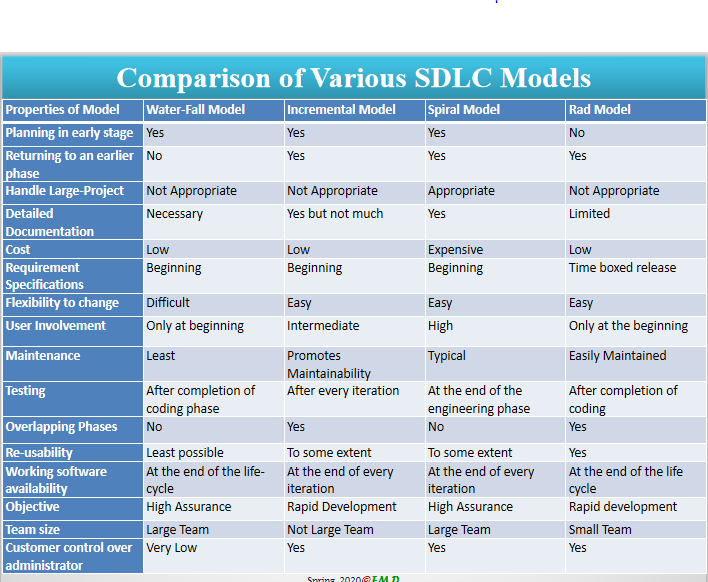 Comparison of Various SDLC Models
Properties of Model Water-Fall Model Incremental Model Spiral Model Rad Model
Planning in early stage Yes Yes Yes No
Returning to an earlier phase No Yes Yes Yes
Handle Large-Project Not Appropriate Not Appropriate Appropriate Not Appropriate
Detailed Documentation Necessary Yes but not much Yes Limited
Cost Low Low Expensive Low
Requirement Specifications Beginning Beginning Beginning Time boxed release
Flexibility to change Difficult Easy Easy Easy
User Involvement Only at beginning Intermediate High Only at the beginning
Maintenance Least Promotes Maintainability Typical Easily Maintained
Testing After completion of coding phase After every iteration At the end of the engineering phase After completion of coding
Overlapping Phases No Yes No Yes
Re-usability Least possible To some extent To some extent Yes
Working software availability At the end of the life-cycle At the end of every iteration At the end of every iteration At the end of the life cycle
Objective High Assurance Rapid Development High Assurance Rapid development
Team size Large Team Not Large Team Large Team Small Team
Customer control over administrator Very Low Yes Yes Yes
Spring, 2020©F.M.D